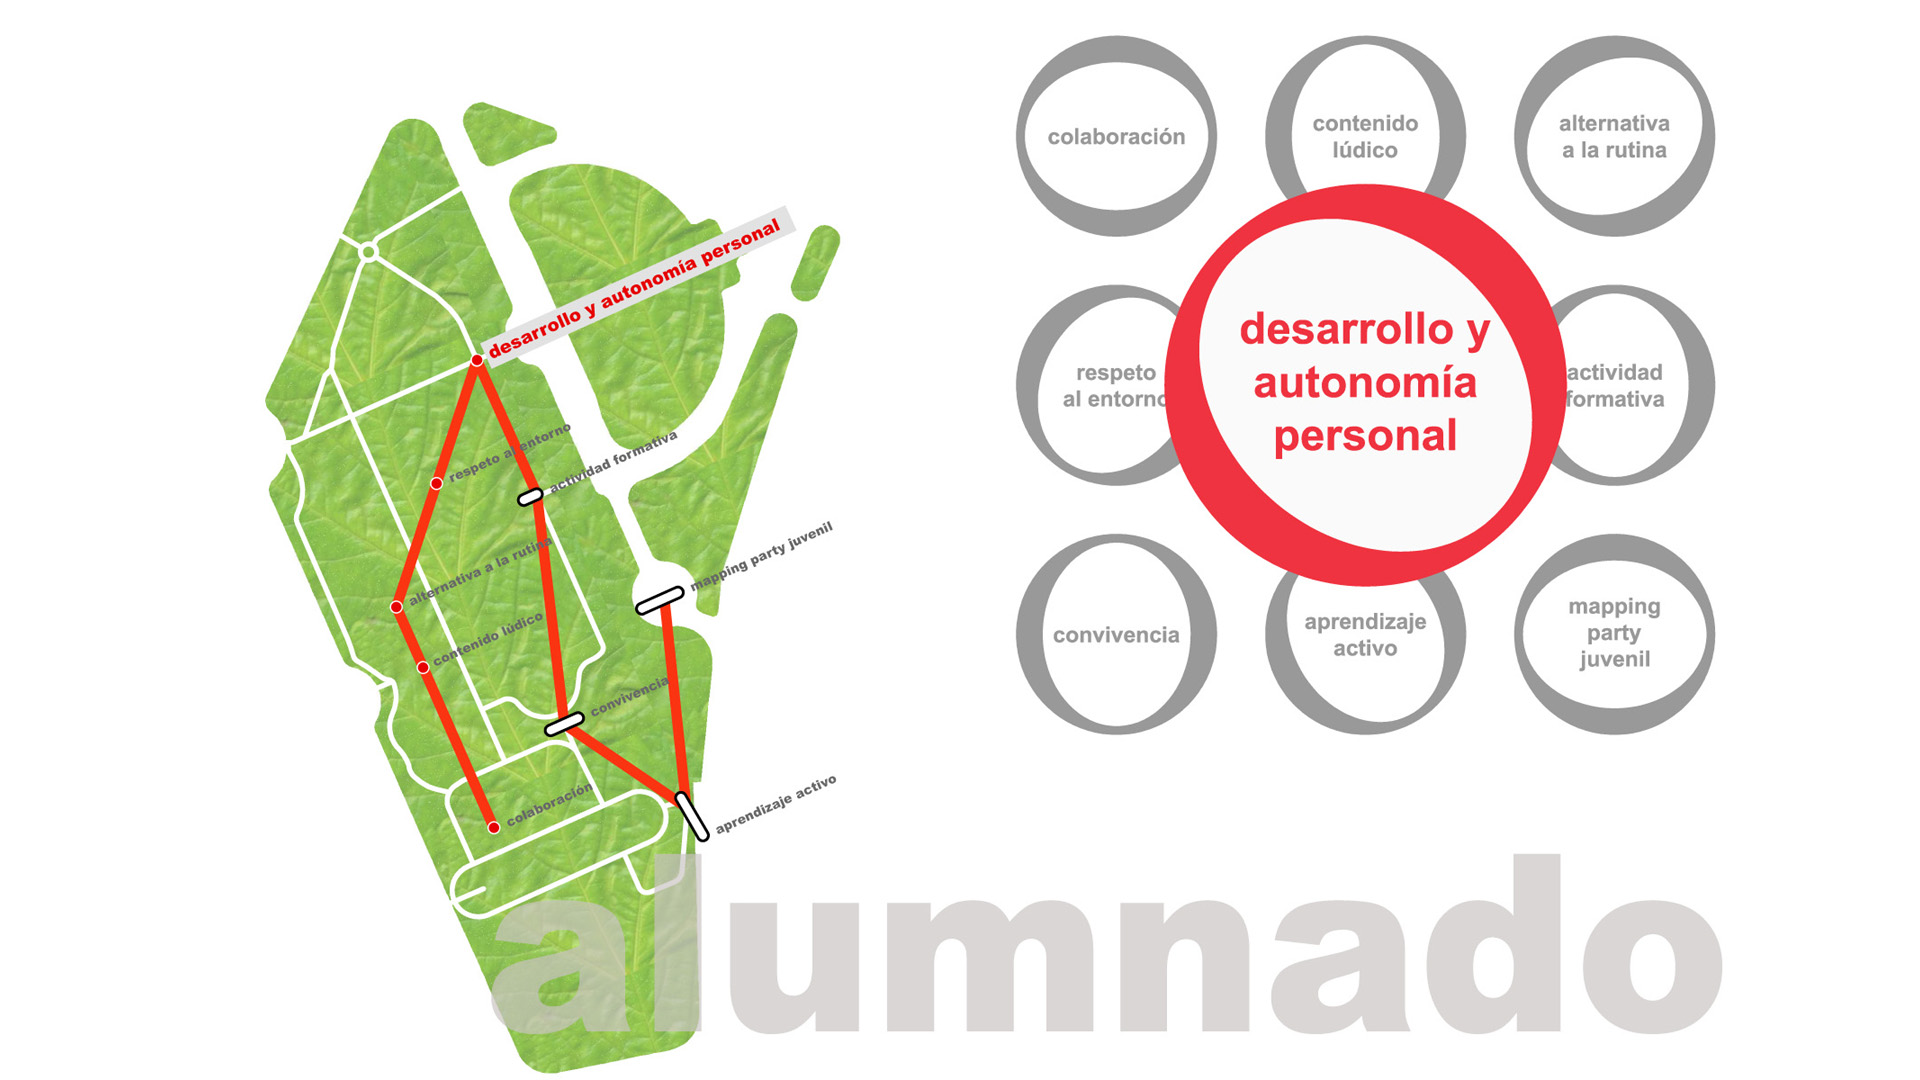 desarrollo y autonomía personal
respeto al entorno
actividad formativa
mapping party juvenil
alternativa a la rutina
contenido lúdico
convivencia
aprendizaje activo
colaboración
colaboración
contenido
lúdico
alternativa
a la rutina
respeto
al entorno
desarrollo y
autonomía
personal
actividad
formativa
convivencia
aprendizaje
activo
mapping
party
juvenil
alumnado